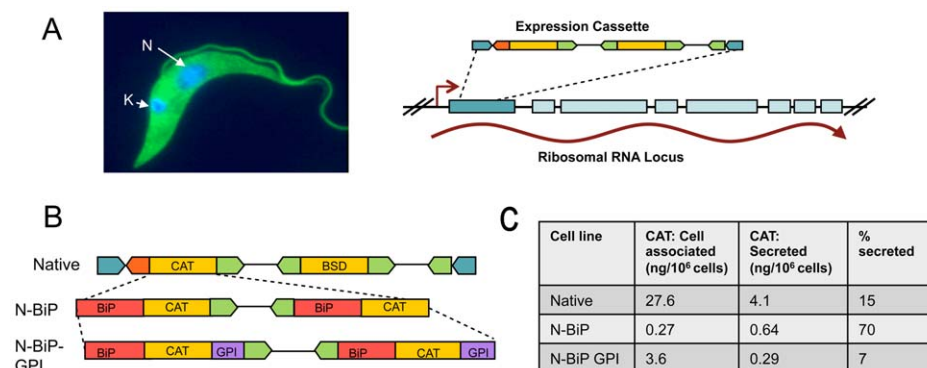 A
N
K
Expression Cassette
Ribosomal RNA Locus
B
Native
CAT
BSD
N-BiP
BiP
CAT
BiP
CAT
N-BiP-
GPI
BiP
CAT
GPI
BiP
CAT
GPI
C
Cell line
CAT: Cell
associated
(ng/10⁶ cells)
CAT:
Secreted
(ng/10⁶ cells)
%
secreted
Native
27.6
4.1
15
N-BiP
0.27
0.64
70
N-BiP GPI
3.6
0.29
7